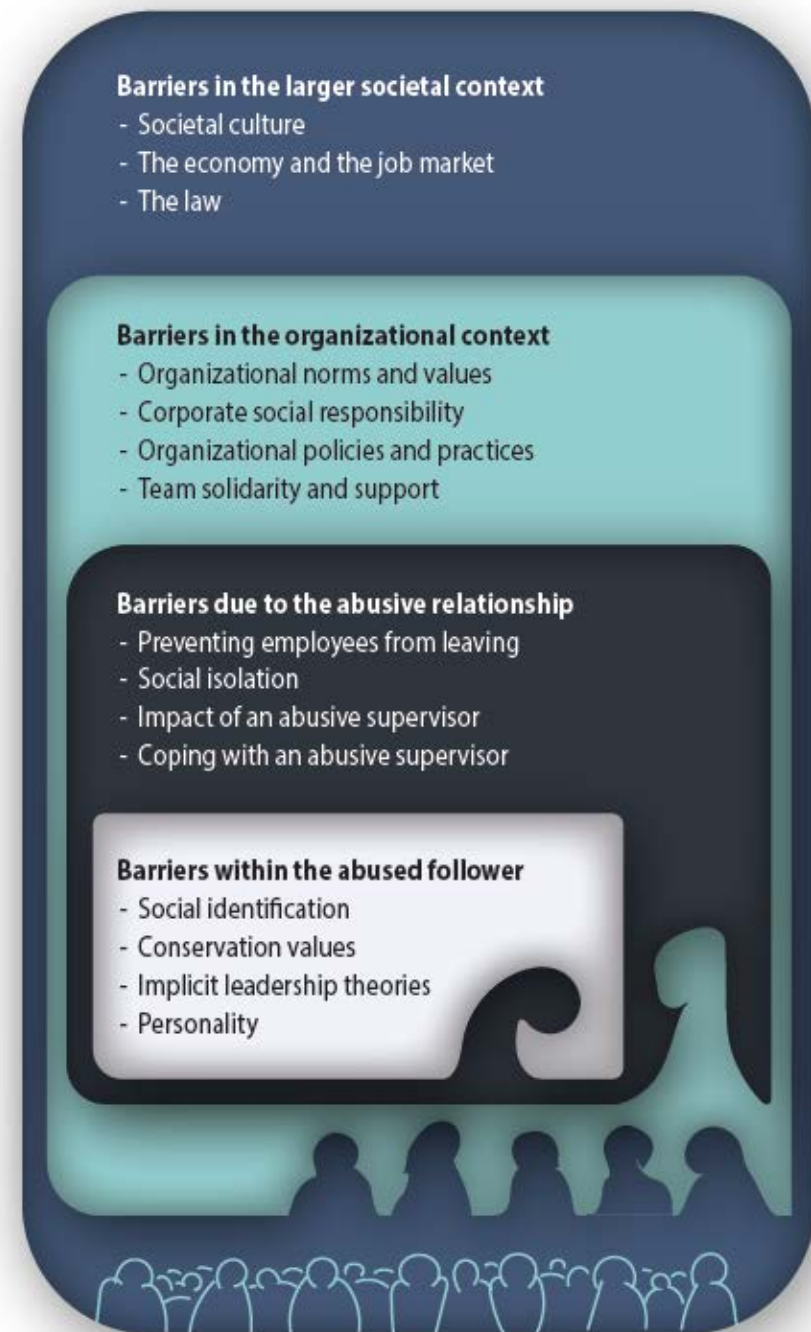 Barriers in the larger societal context
- Societal culture
- The economy and the job market
- The law
Barriers in the organizational context
- Organizational norms and values
- Corporate social responsibility
- Organizational policies and practices
- Team solidarity and support
Barriers due to the abusive relationship
- Preventing employees from leaving
- Social isolation
- Impact of an abusive supervisor
- Coping with an abusive supervisor
Barriers within the abused follower
- Social identification
- Conservation values
- Implicit leadership theories
- Personality